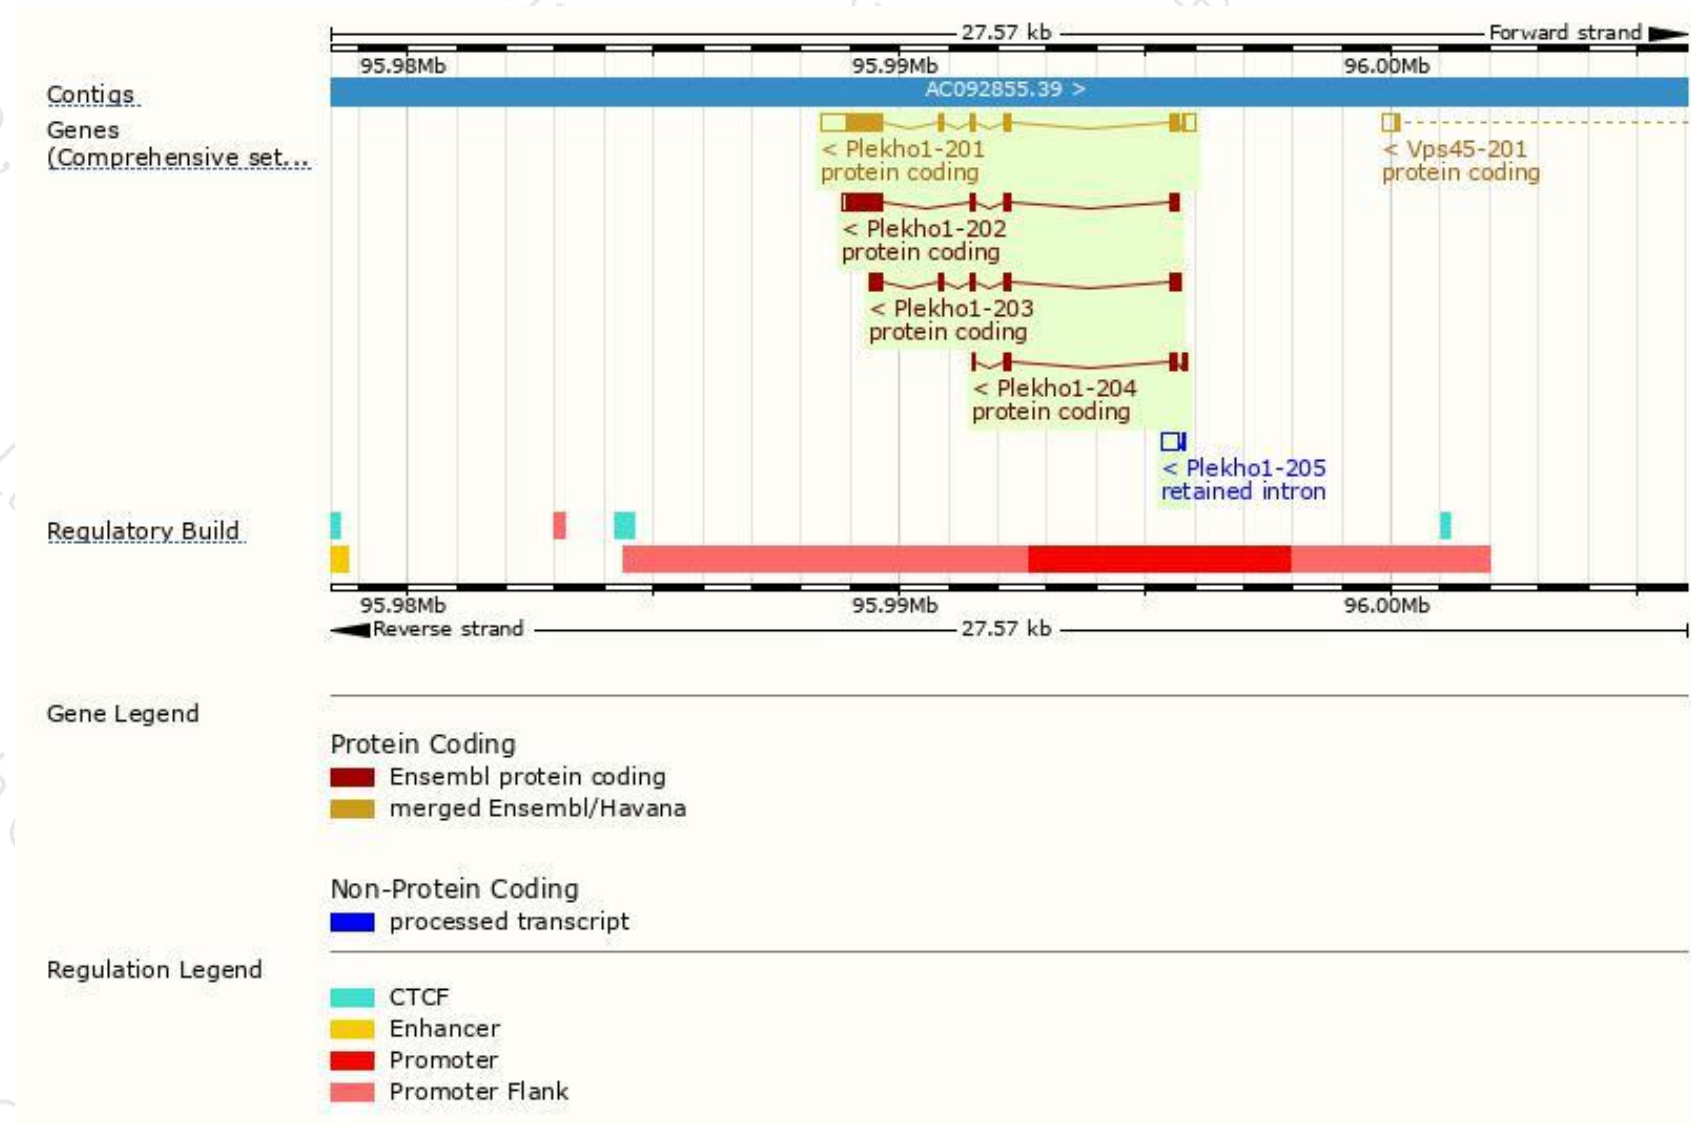 27.57 kb Forward strand
95.98Mb 95.99Mb 96.00Mb
Contigs AC092855.39 >
Genes
(Comprehensive set...
< Plekho1-201 < Vps45-201
protein coding protein coding
< Plekho1-202
protein coding
< Plekho1-203
protein coding
< Plekho1-204
protein coding
< Plekho1-205
retained intron
Regulatory Build
95.98Mb 95.99Mb 96.00Mb
Reverse strand 27.57 kb
Gene Legend
Protein Coding
Ensembl protein coding
merged Ensembl/Havana
Non-Protein Coding
processed transcript
Regulation Legend
CTCF
Enhancer
Promoter
Promoter Flank